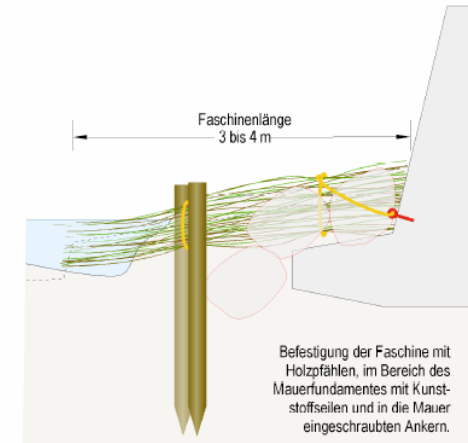 Faschinenlänge
3 bis 4 m
Befestigung der Faschine mit
Holzpfählen, im Bereich des
Mauerfundamentes mit Kunst-
stoffseilen und in die Mauer
eingeschraubten Ankern.